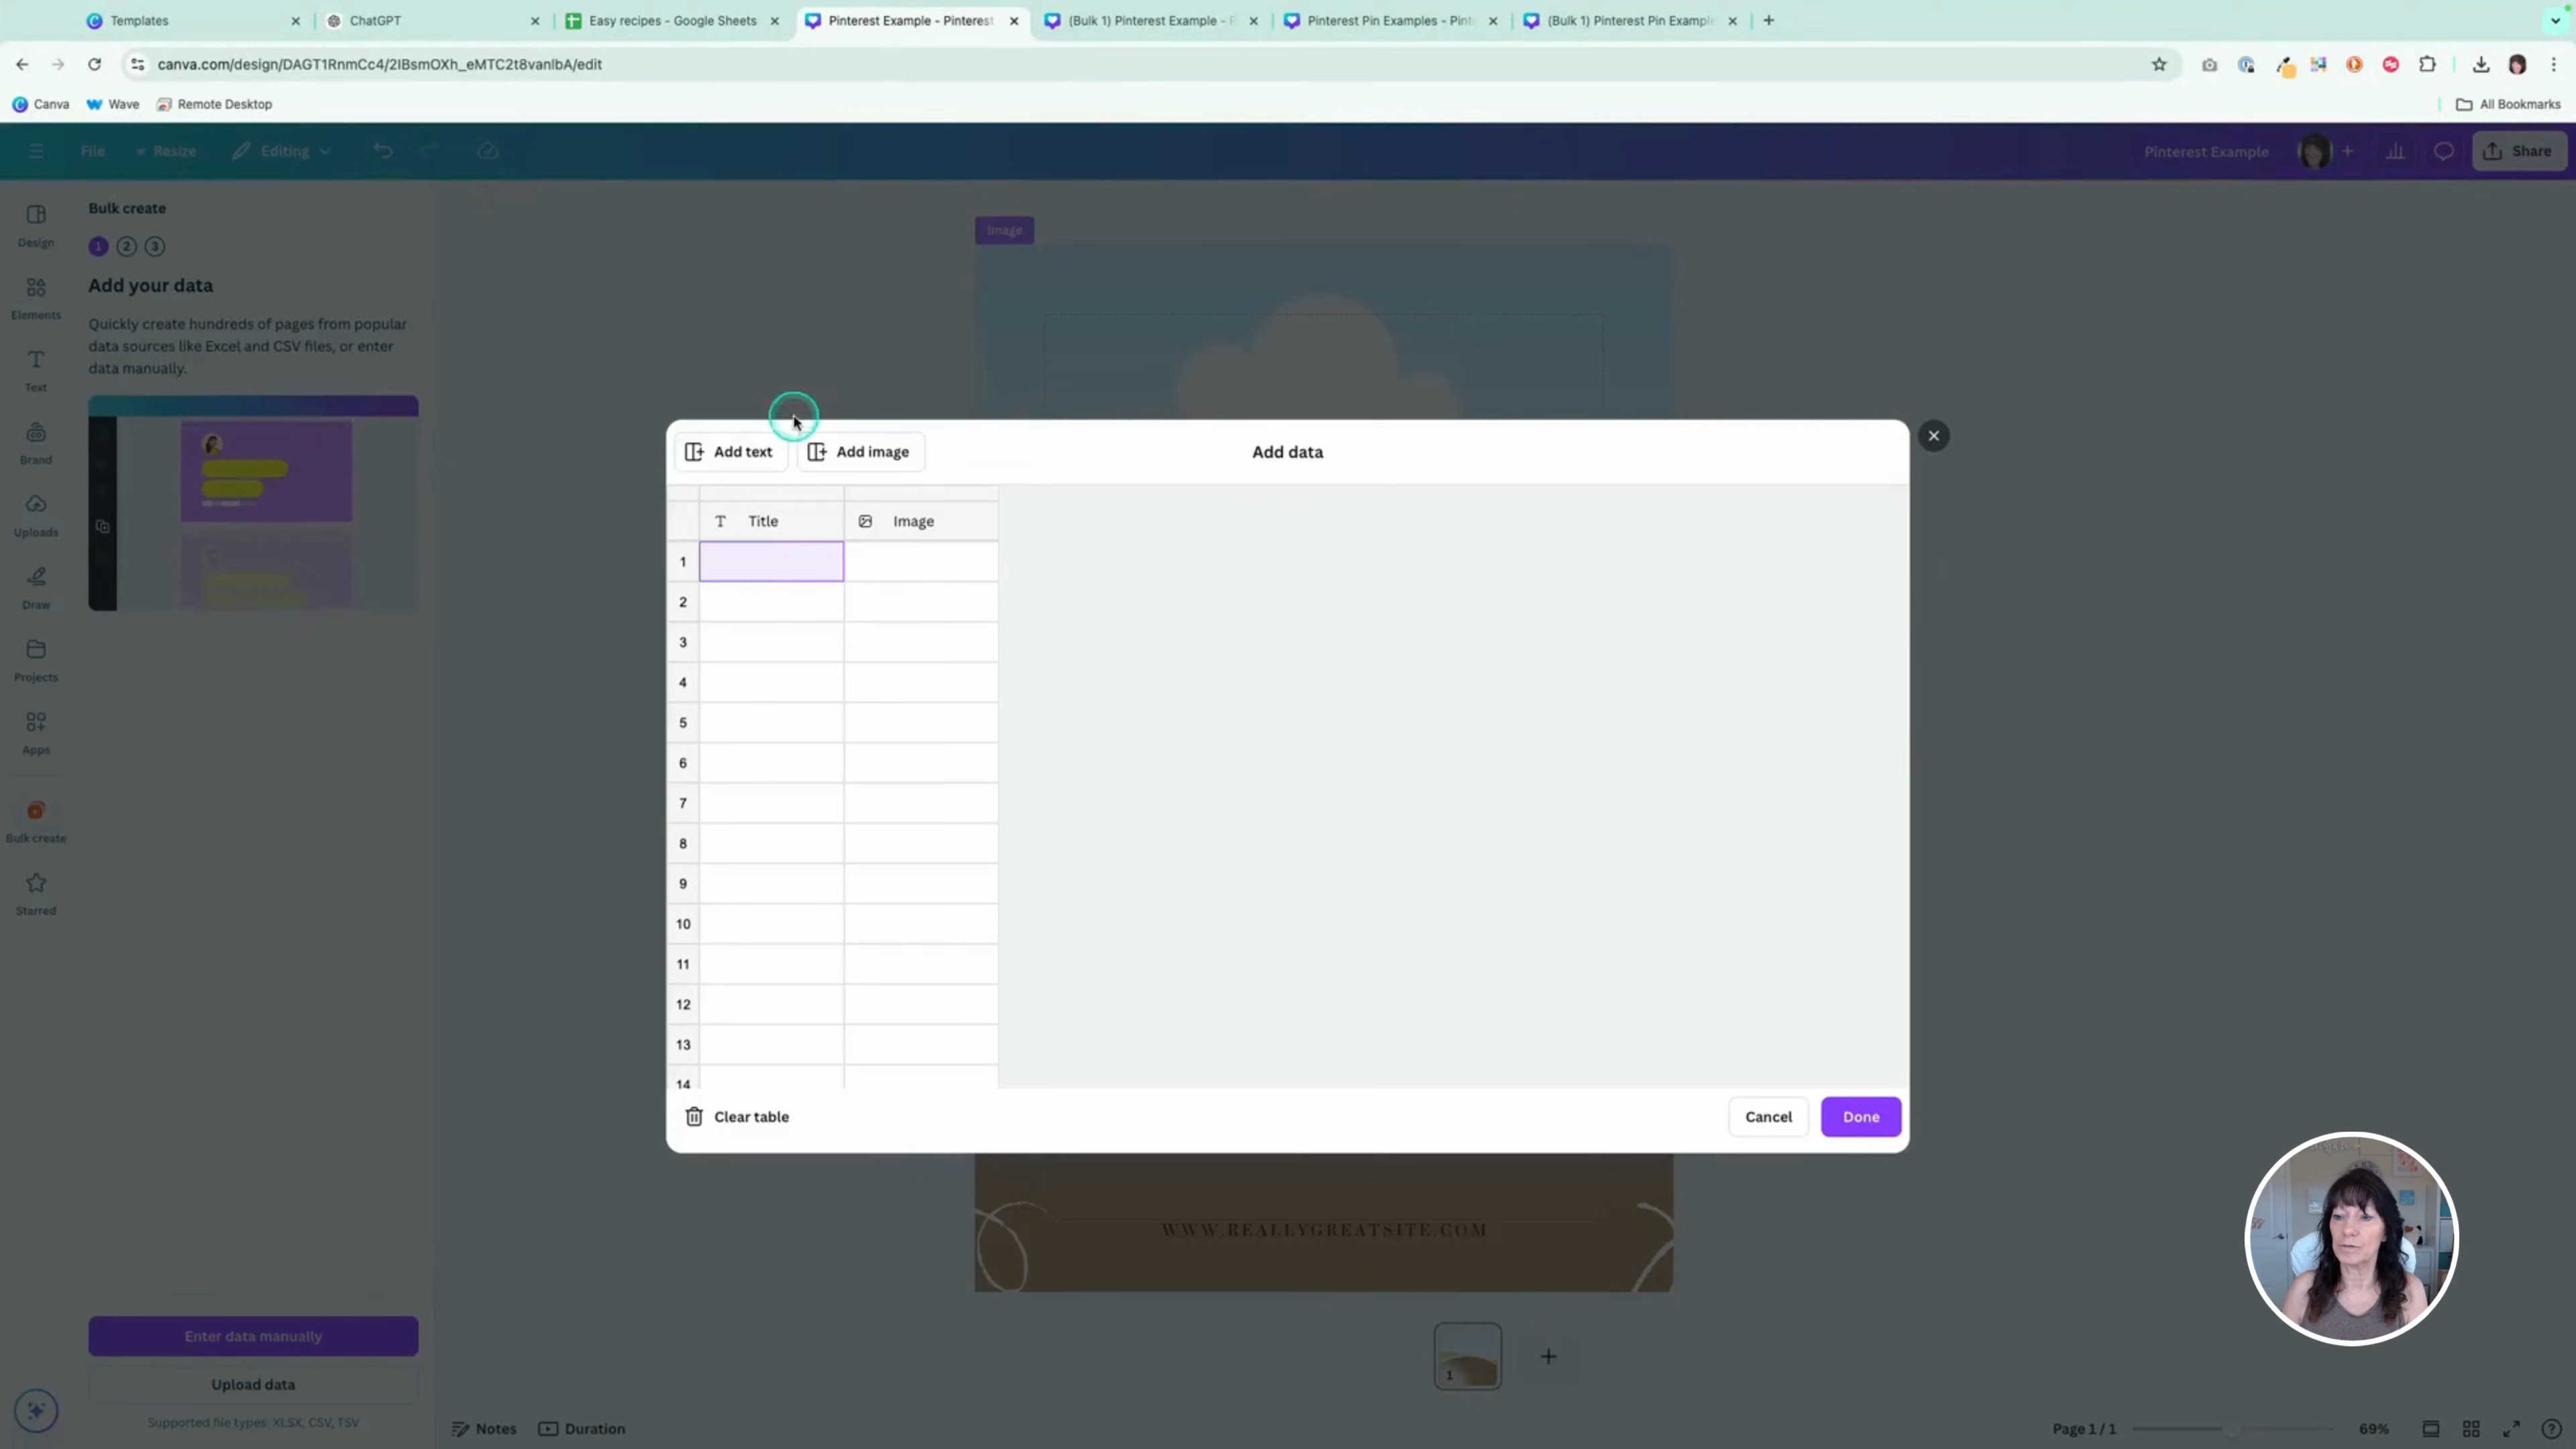 Templates
ChatGPT
Easy recipes - Google Sheets
Pinterest Example - Pinterest
(Bulk 1) Pinterest Example -
Pinterest Pin Examples -
(Bulk 1) Pinterest Pin Example
canva.com/design/DAGT1RnmCc4/2IBsmOXh_eMTC2t8vanlbA/edit
Canva
Wave
Remote Desktop
All Bookmarks
File
Resize
Editing
Pinterest Example
Share
Design
Elements
Text
Brand
Uploads
Draw
Projects
Apps
Bulk create
Starred
Bulk create
1 2 3
Add your data
Quickly create hundreds of pages from popular
data sources like Excel and CSV files, or enter
data manually.
Image
Add text
Add image
Add data
Title
Image
1
2
3
4
5
6
7
8
9
10
11
12
13
14
Clear table
Cancel
Done
WWW.REALLYGREATSITE.COM
Enter data manually
Upload data
Supported file types: XLSX, CSV, TSV
1
Notes
Duration
Page 1 / 1
69%